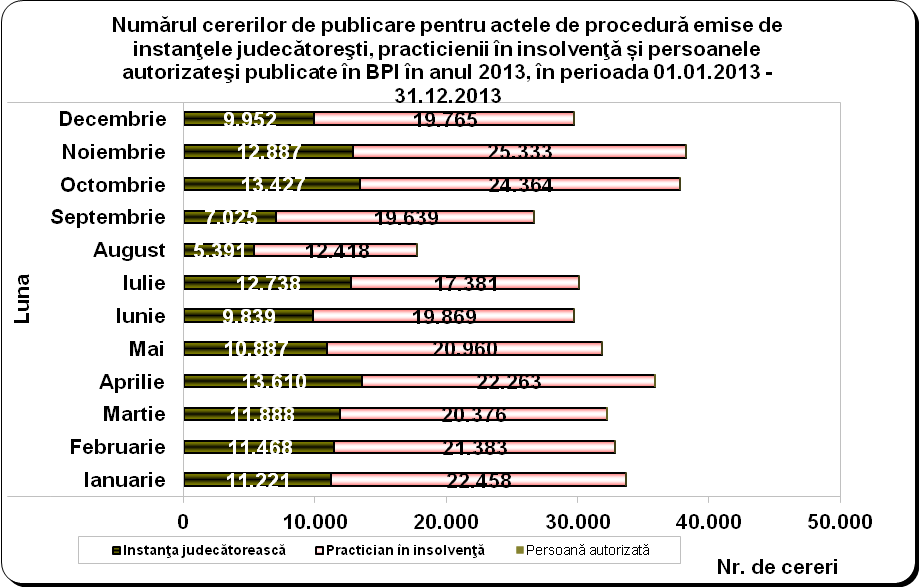 Numărul cererilor de publicare pentru actele de procedură emise de
instanţele judecătoreşti, practicienii în insolvenţă și persoanele
autorizateşi publicate în BPI în anul 2013, în perioada 01.01.2013 -
31.12.2013
Decembrie 9.952 19.765
Noiembrie 12.887 25.333
Octombrie 13.427 24.364
Septembrie 7.025 19.639
August 5.391 12.418
Iulie 12.738 17.381
Iunie 9.839 19.869
Mai 10.887 20.960
Aprilie 13.610 22.263
Martie 11.888 20.376
Februarie 11.468 21.383
Ianuarie 11.221 22.458
Luna
0 10.000 20.000 30.000 40.000 50.000
Instanţa judecătorească Practician în insolvenţă Persoană autorizată
Nr. de cereri